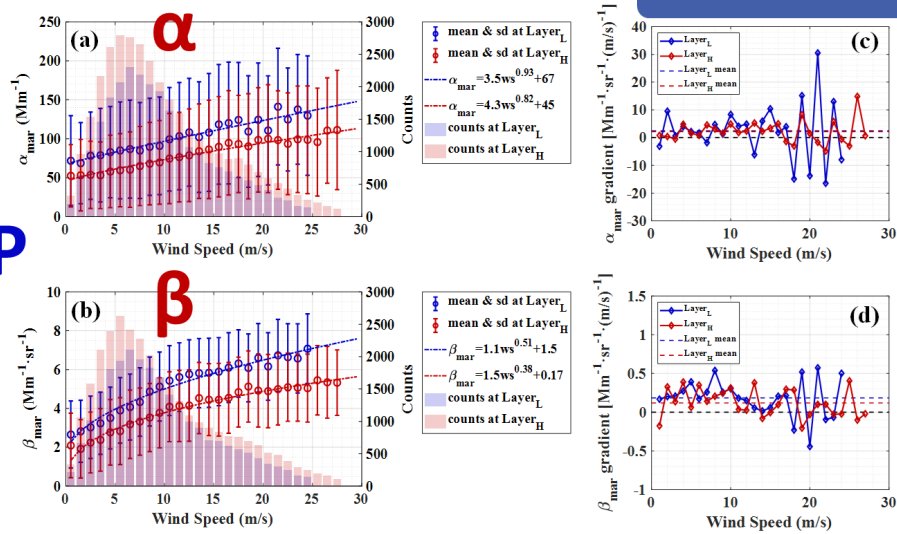 α
(a)
α_mar (Mm⁻¹)
250
200
150
100
50
0
3000
2500
2000
1500
1000
500
0
Counts
0 5 10 15 20 25 30
Wind Speed (m/s)
mean & sd at Layer_L
mean & sd at Layer_H
α_mar=3.5ws^0.93+67
α_mar=4.3ws^0.82+45
counts at Layer_L
counts at Layer_H
(c)
α_mar gradient [Mm⁻¹·sr⁻¹·(m/s)⁻¹]
40
30
20
10
0
-10
-20
-30
0 10 20 30
Wind Speed (m/s)
Layer_L
Layer_H
Layer_L mean
Layer_H mean
P
β
(b)
β_mar (Mm⁻¹·sr⁻¹)
10
8
6
4
2
0
3000
2500
2000
1500
1000
500
0
Counts
0 5 10 15 20 25 30
Wind Speed (m/s)
mean & sd at Layer_L
mean & sd at Layer_H
β_mar=1.1ws^0.51+1.5
β_mar=1.5ws^0.38+0.17
counts at Layer_L
counts at Layer_H
(d)
β_mar gradient [Mm⁻¹·sr⁻¹·(m/s)⁻¹]
1.5
1
0.5
0
-0.5
-1
0 10 20 30
Wind Speed (m/s)
Layer_L
Layer_H
Layer_L mean
Layer_H mean